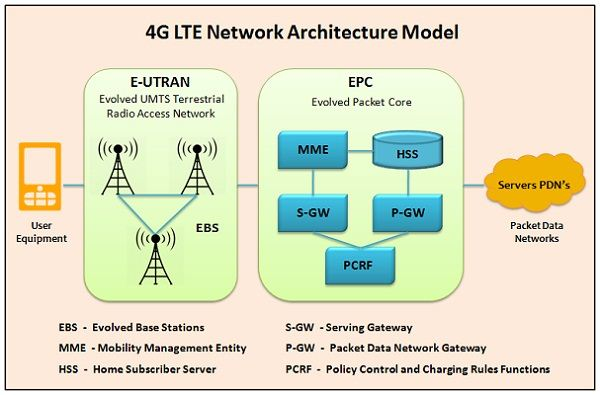 4G LTE Network Architecture Model
E-UTRAN
Evolved UMTS Terrestrial
Radio Access Network
EBS
EPC
Evolved Packet Core
MME
HSS
S-GW
P-GW
PCRF
User
Equipment
Servers PDN's
Packet Data
Networks
EBS - Evolved Base Stations
MME - Mobility Management Entity
HSS - Home Subscriber Server
S-GW - Serving Gateway
P-GW - Packet Data Network Gateway
PCRF - Policy Control and Charging Rules Functions